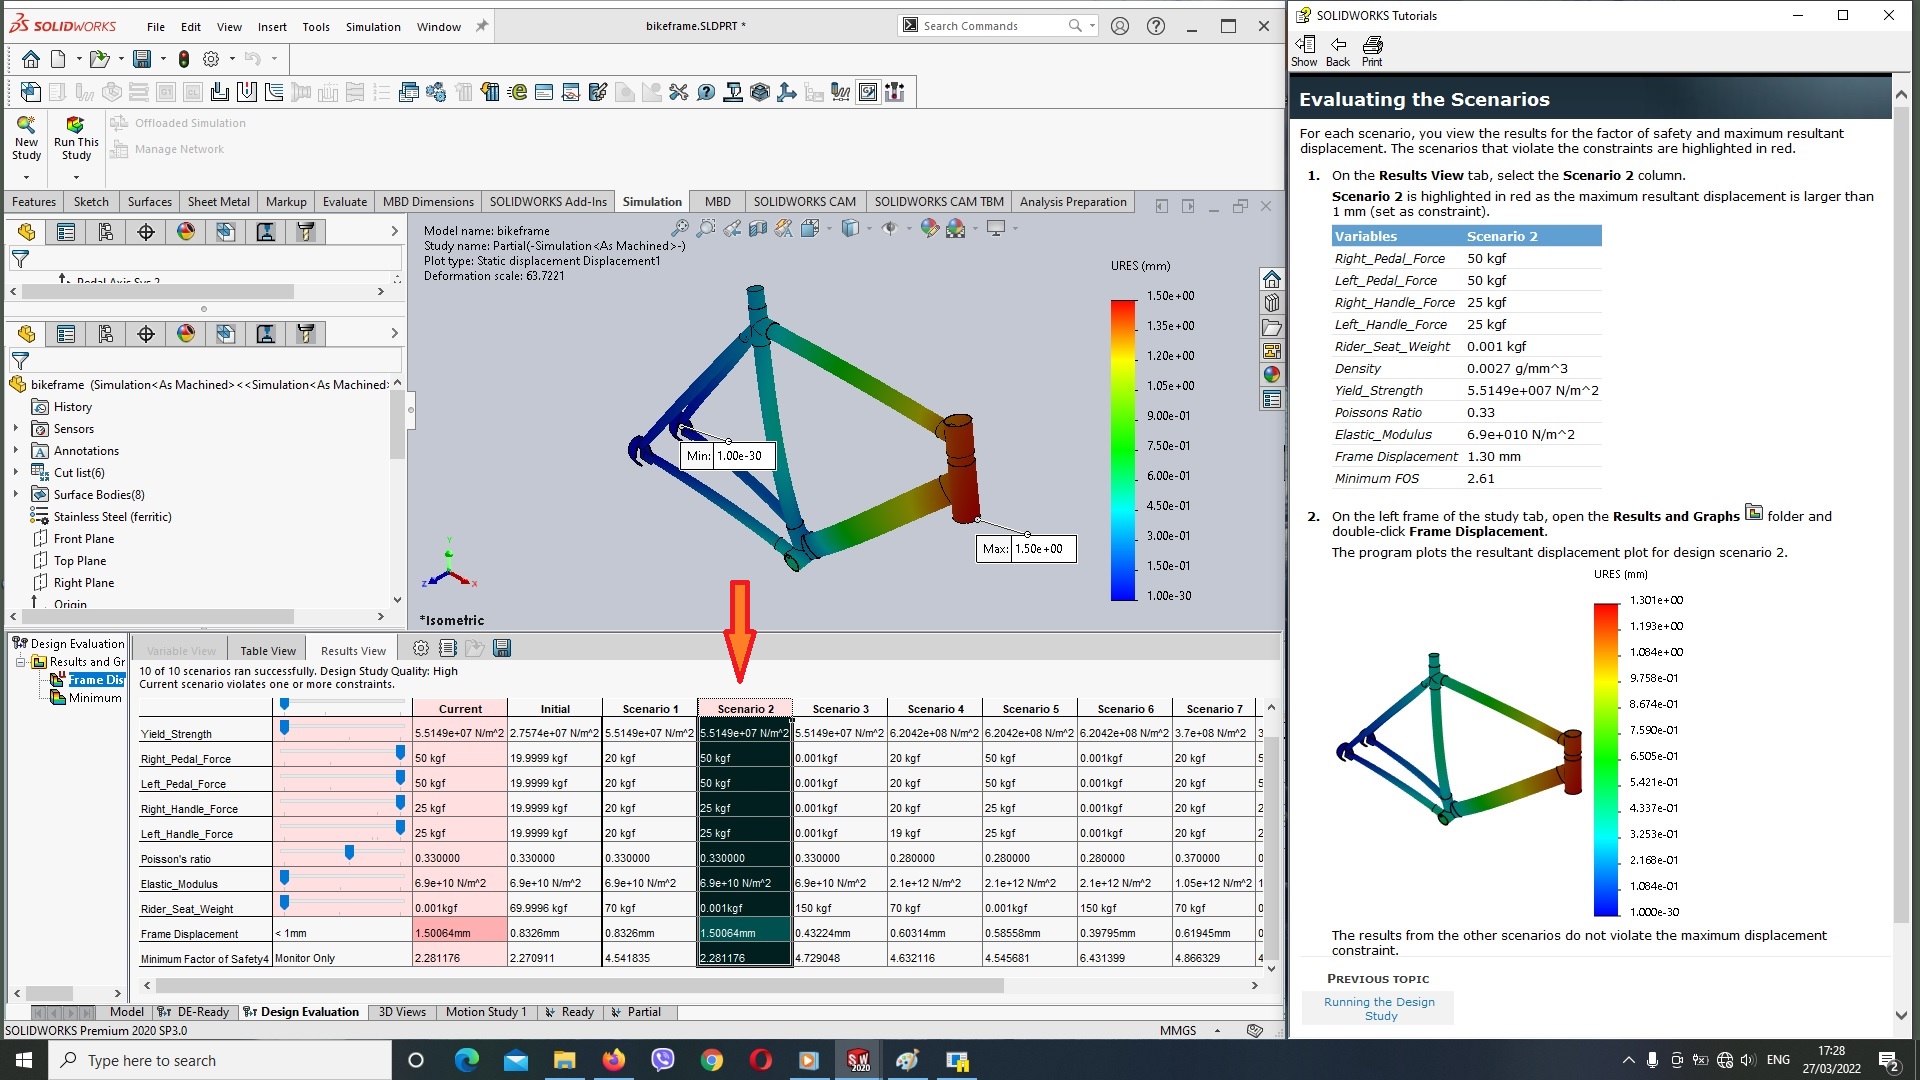 SOLIDWORKS File Edit View Insert Tools Simulation Window
bikeframe.SLDPRT *
Search Commands
New Study
Run This Study
Offloaded Simulation
Manage Network
Features Sketch Surfaces Sheet Metal Markup Evaluate MBD Dimensions SOLIDWORKS Add-Ins Simulation MBD SOLIDWORKS CAM SOLIDWORKS CAM TBM Analysis Preparation
Pedal Axis Sys 2
bikeframe (Simulation<As Machined><<Simulation<As Machined>
History
Sensors
Annotations
Cut list(6)
Surface Bodies(8)
Stainless Steel (ferritic)
Front Plane
Top Plane
Right Plane
Origin
Model name: bikeframe
Study name: Partial(-Simulation<As Machined>-)
Plot type: Static displacement Displacement1
Deformation scale: 63.7221
URES (mm)
1.50e+00
1.35e+00
1.20e+00
1.05e+00
9.00e-01
7.50e-01
6.00e-01
4.50e-01
3.00e-01
1.50e-01
1.00e-30
Min: 1.00e-30
Max: 1.50e+00
Y
Z
X
*Isometric
Design Evaluation
Results and Gr
Frame Dis
Minimum
Variable View Table View Results View
10 of 10 scenarios ran successfully. Design Study Quality: High
Current scenario violates one or more constraints.
Current Initial Scenario 1 Scenario 2 Scenario 3 Scenario 4 Scenario 5 Scenario 6 Scenario 7
Yield_Strength 5.5149e+07 N/m^2 2.7574e+07 N/m^2 5.5149e+07 N/m^2 5.5149e+07 N/m^2 5.5149e+07 N/m^2 6.2042e+08 N/m^2 6.2042e+08 N/m^2 6.2042e+08 N/m^2 3.7e+08 N/m^2 3
Right_Pedal_Force 50 kgf 19.9999 kgf 20 kgf 50 kgf 0.001kgf 20 kgf 50 kgf 0.001kgf 20 kgf 5
Left_Pedal_Force 50 kgf 19.9999 kgf 20 kgf 50 kgf 0.001kgf 20 kgf 50 kgf 0.001kgf 20 kgf 5
Right_Handle_Force 25 kgf 19.9999 kgf 20 kgf 25 kgf 0.001kgf 20 kgf 25 kgf 0.001kgf 20 kgf 2
Left_Handle_Force 25 kgf 19.9999 kgf 20 kgf 25 kgf 0.001kgf 19 kgf 25 kgf 0.001kgf 20 kgf 2
Poisson's ratio 0.330000 0.330000 0.330000 0.330000 0.330000 0.280000 0.280000 0.280000 0.370000 0
Elastic_Modulus 6.9e+10 N/m^2 6.9e+10 N/m^2 6.9e+10 N/m^2 6.9e+10 N/m^2 6.9e+10 N/m^2 2.1e+12 N/m^2 2.1e+12 N/m^2 2.1e+12 N/m^2 1.05e+12 N/m^2 1
Rider_Seat_Weight 0.001kgf 69.9996 kgf 70 kgf 0.001kgf 150 kgf 70 kgf 0.001kgf 150 kgf 70 kgf 0
Frame Displacement < 1mm 1.50064mm 0.8326mm 0.8326mm 1.50064mm 0.43224mm 0.60314mm 0.58558mm 0.39795mm 0.61945mm 0
Minimum Factor of Safety4 Monitor Only 2.281176 2.270911 4.541835 2.281176 4.729048 4.632116 4.545681 6.431399 4.866329 4
Model DE-Ready Design Evaluation 3D Views Motion Study 1 Ready Partial
SOLIDWORKS Premium 2020 SP3.0
MMGS
SOLIDWORKS Tutorials
Show Back Print
Evaluating the Scenarios
For each scenario, you view the results for the factor of safety and maximum resultant
displacement. The scenarios that violate the constraints are highlighted in red.
1. On the Results View tab, select the Scenario 2 column.
Scenario 2 is highlighted in red as the maximum resultant displacement is larger than
1 mm (set as constraint).
Variables Scenario 2
Right_Pedal_Force 50 kgf
Left_Pedal_Force 50 kgf
Right_Handle_Force 25 kgf
Left_Handle_Force 25 kgf
Rider_Seat_Weight 0.001 kgf
Density 0.0027 g/mm^3
Yield_Strength 5.5149e+007 N/m^2
Poissons Ratio 0.33
Elastic_Modulus 6.9e+010 N/m^2
Frame Displacement 1.30 mm
Minimum FOS 2.61
2. On the left frame of the study tab, open the Results and Graphs folder and
double-click Frame Displacement.
The program plots the resultant displacement plot for design scenario 2.
URES (mm)
1.301e+00
1.193e+00
1.084e+00
9.758e-01
8.674e-01
7.590e-01
6.505e-01
5.421e-01
4.337e-01
3.253e-01
2.168e-01
1.084e-01
1.000e-30
The results from the other scenarios do not violate the maximum displacement
constraint.
PREVIOUS TOPIC
Running the Design
Study
Type here to search
SW
2020
ENG
17:28
27/03/2022
2